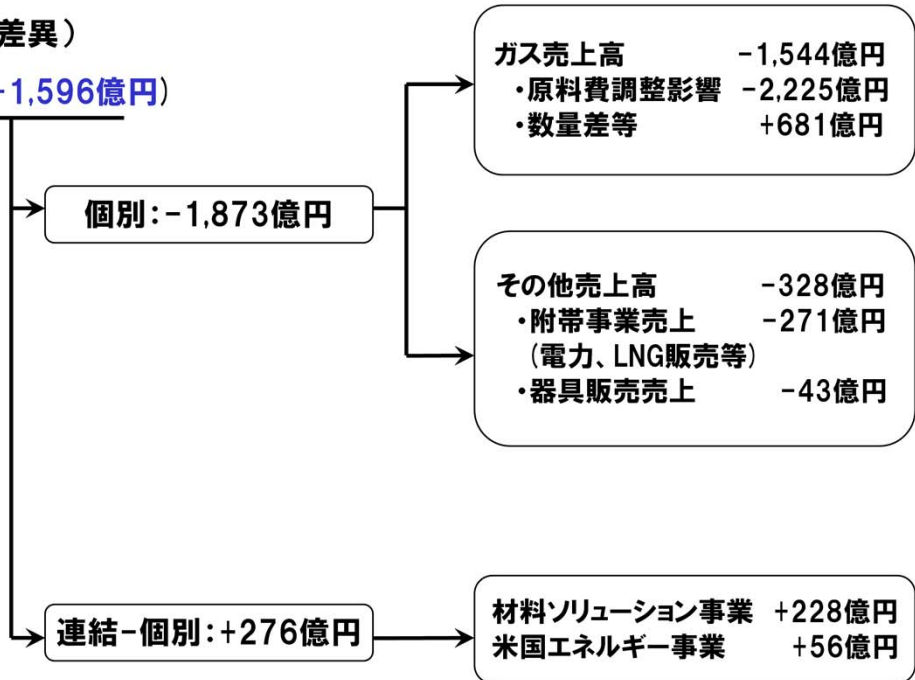 差異）
-1,596億円）
ガス売上高 -1,544億円
・原料費調整影響 -2,225億円
・数量差等 +681億円
個別：-1,873億円
その他売上高 -328億円
・附帯事業売上 -271億円
（電力、LNG販売等）
・器具販売売上 -43億円
連結-個別：+276億円
材料ソリューション事業 +228億円
米国エネルギー事業 +56億円